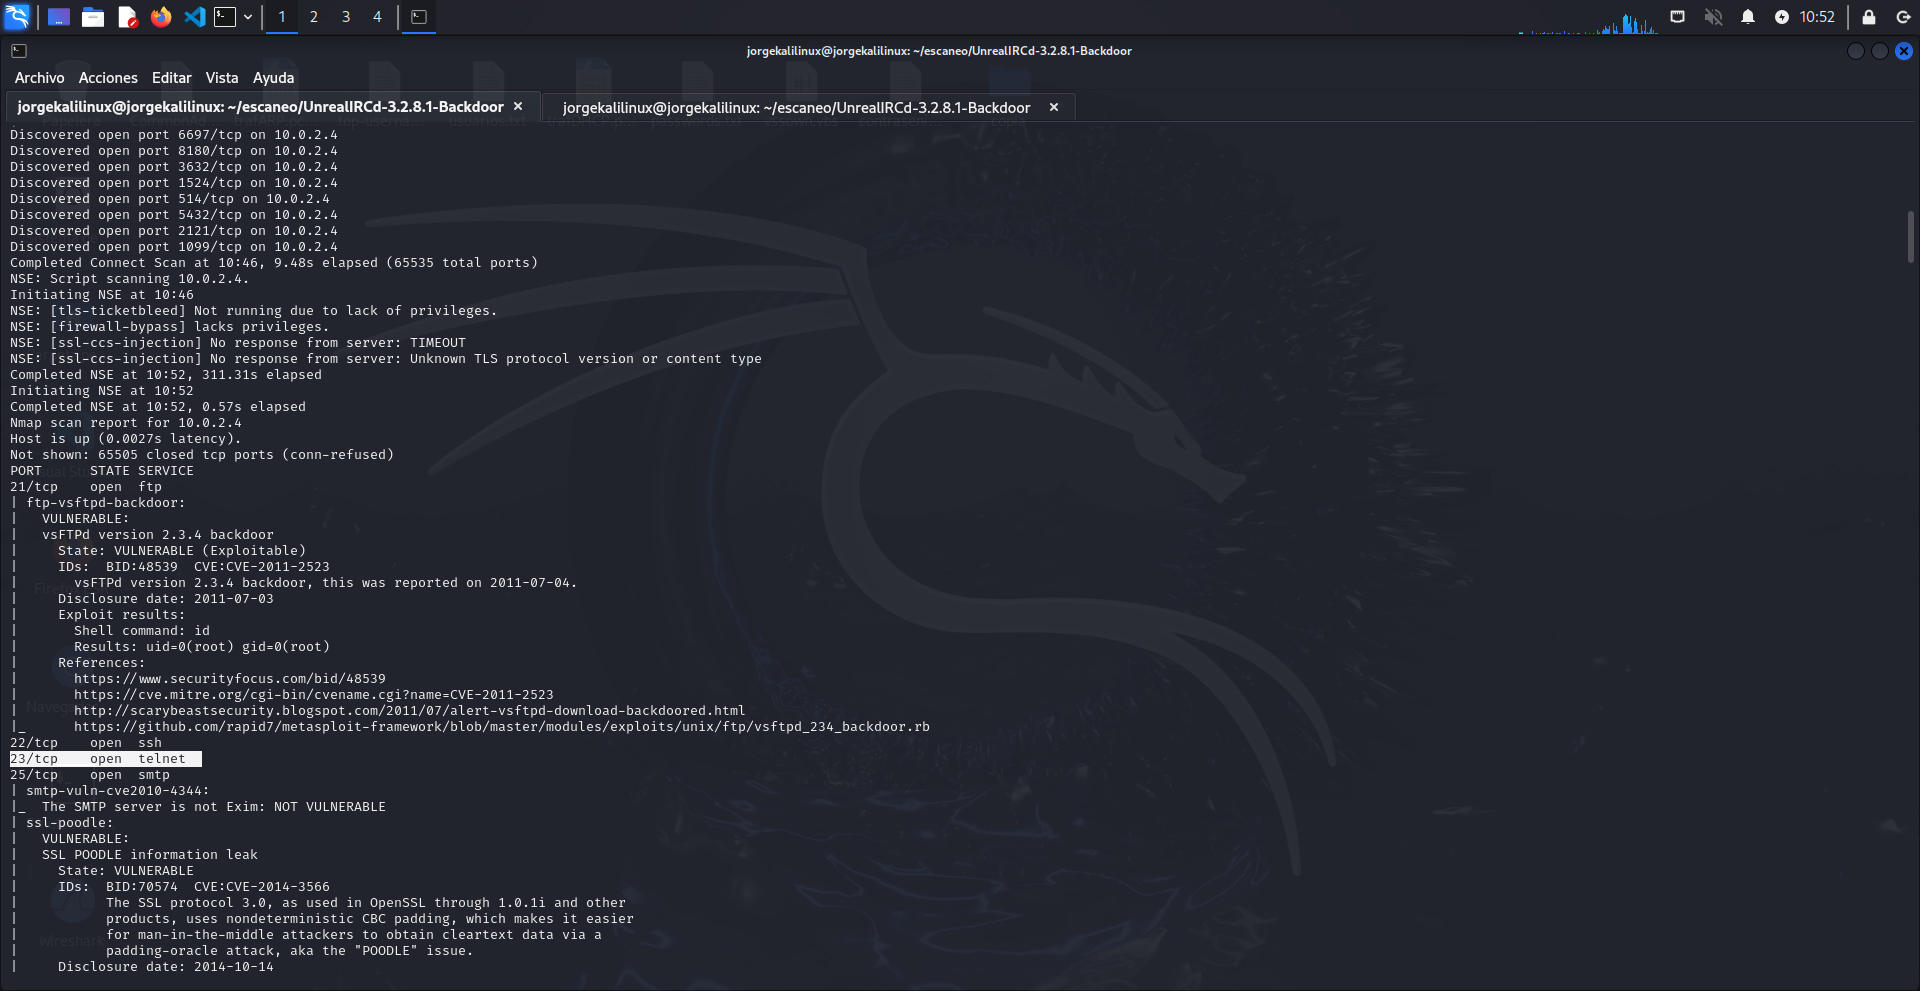 1 2 3 4
10:52
jorgekalilinux@jorgekalilinux: ~/escaneo/UnrealIRCd-3.2.8.1-Backdoor
Archivo Acciones Editar Vista Ayuda
jorgekalilinux@jorgekalilinux: ~/escaneo/UnrealIRCd-3.2.8.1-Backdoor × jorgekalilinux@jorgekalilinux: ~/escaneo/UnrealIRCd-3.2.8.1-Backdoor ×
Discovered open port 6697/tcp on 10.0.2.4
Discovered open port 8180/tcp on 10.0.2.4
Discovered open port 3632/tcp on 10.0.2.4
Discovered open port 1524/tcp on 10.0.2.4
Discovered open port 514/tcp on 10.0.2.4
Discovered open port 5432/tcp on 10.0.2.4
Discovered open port 2121/tcp on 10.0.2.4
Discovered open port 1099/tcp on 10.0.2.4
Completed Connect Scan at 10:46, 9.48s elapsed (65535 total ports)
NSE: Script scanning 10.0.2.4.
Initiating NSE at 10:46
NSE: [tls-ticketbleed] Not running due to lack of privileges.
NSE: [firewall-bypass] lacks privileges.
NSE: [ssl-ccs-injection] No response from server: TIMEOUT
NSE: [ssl-ccs-injection] No response from server: Unknown TLS protocol version or content type
Completed NSE at 10:52, 311.31s elapsed
Initiating NSE at 10:52
Completed NSE at 10:52, 0.57s elapsed
Nmap scan report for 10.0.2.4
Host is up (0.0027s latency).
Not shown: 65505 closed tcp ports (conn-refused)
PORT      STATE SERVICE
21/tcp    open  ftp
| ftp-vsftpd-backdoor:
|   VULNERABLE:
|   vsFTPd version 2.3.4 backdoor
|     State: VULNERABLE (Exploitable)
|     IDs:  BID:48539  CVE:CVE-2011-2523
|       vsFTPd version 2.3.4 backdoor, this was reported on 2011-07-04.
|     Disclosure date: 2011-07-03
|     Exploit results:
|       Shell command: id
|       Results: uid=0(root) gid=0(root)
|     References:
|       https://www.securityfocus.com/bid/48539
|       https://cve.mitre.org/cgi-bin/cvename.cgi?name=CVE-2011-2523
|       http://scarybeastsecurity.blogspot.com/2011/07/alert-vsftpd-download-backdoored.html
|_      https://github.com/rapid7/metasploit-framework/blob/master/modules/exploits/unix/ftp/vsftpd_234_backdoor.rb
22/tcp    open  ssh
23/tcp    open  telnet
25/tcp    open  smtp
| smtp-vuln-cve2010-4344:
|_  The SMTP server is not Exim: NOT VULNERABLE
| ssl-poodle:
|   VULNERABLE:
|   SSL POODLE information leak
|     State: VULNERABLE
|     IDs:  BID:70574  CVE:CVE-2014-3566
|           The SSL protocol 3.0, as used in OpenSSL through 1.0.1i and other
|           products, uses nondeterministic CBC padding, which makes it easier
|           for man-in-the-middle attackers to obtain cleartext data via a
|           padding-oracle attack, aka the "POODLE" issue.
|     Disclosure date: 2014-10-14